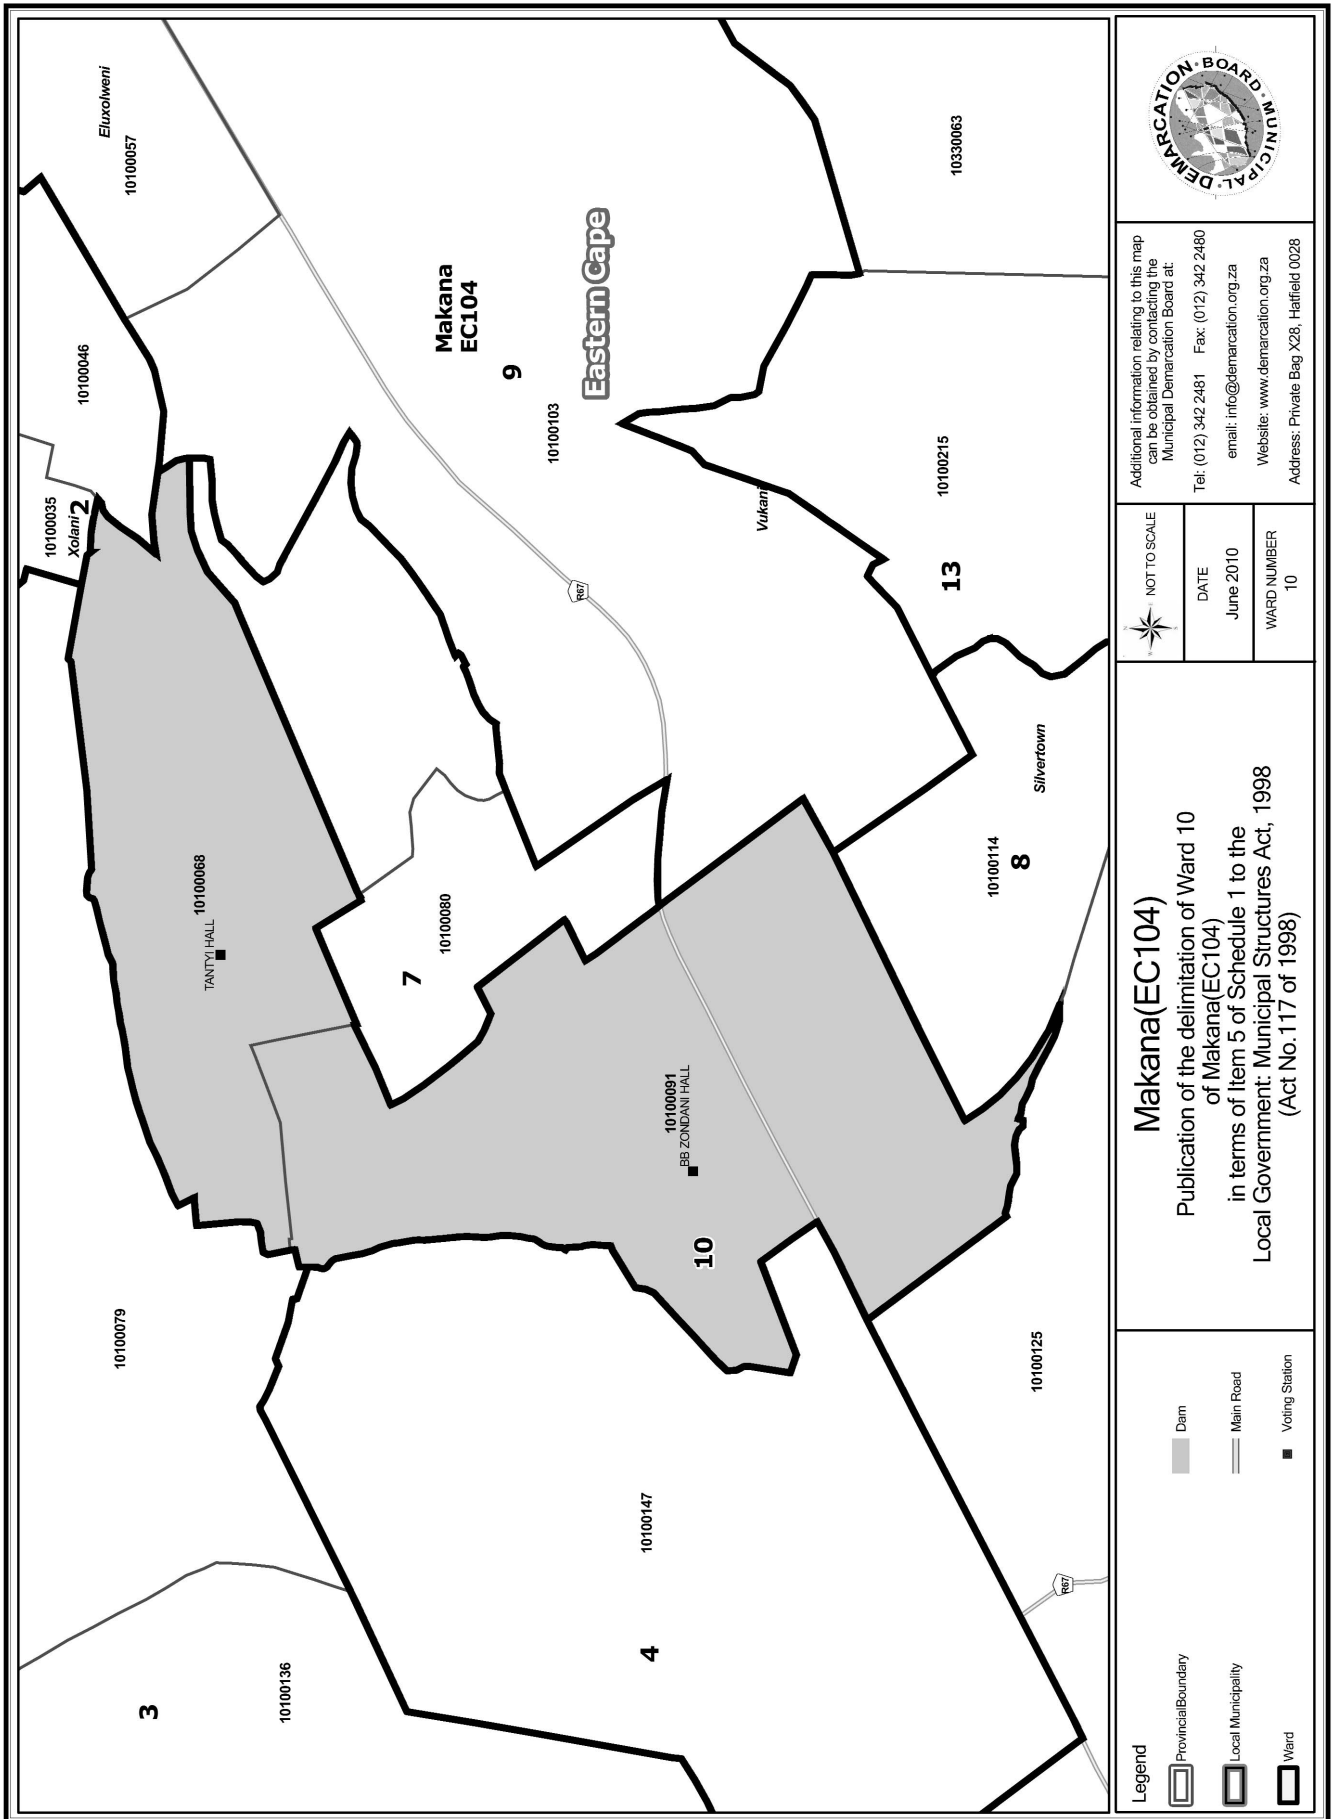 3
10100136
10100079
10100035
Xolani
2
10100046
Eluxolweni
10100057
TANTYI HALL
10100068
7
10100080
Makana
EC104
9
10100103
Eastern Cape
R67
4
10100147
10
10100091
BB ZONDANI HALL
Vukani
13
10100215
10330063
10100125
R67
10100114
8
Silvertown
Legend
ProvincialBoundary
Local Municipality
Ward
Dam
Main Road
Voting Station
Makana(EC104)
Publication of the delimitation of Ward 10
of Makana(EC104)
in terms of Item 5 of Schedule 1 to the
Local Government: Municipal Structures Act, 1998
(Act No.117 of 1998)
NOT TO SCALE
DATE
June 2010
WARD NUMBER
10
Additional information relating to this map
can be obtained by contacting the
Municipal Demarcation Board at:
Tel: (012) 342 2481 Fax: (012) 342 2480
email: info@demarcation.org.za
Website: www.demarcation.org.za
Address: Private Bag X28, Hatfield 0028
MUNICIPAL • DEMARCATION • BOARD •